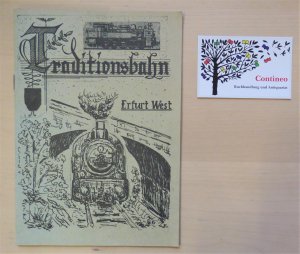 Traditionsbahn
Erfurt West
Contineo
Buchhandlung und Antiquariat